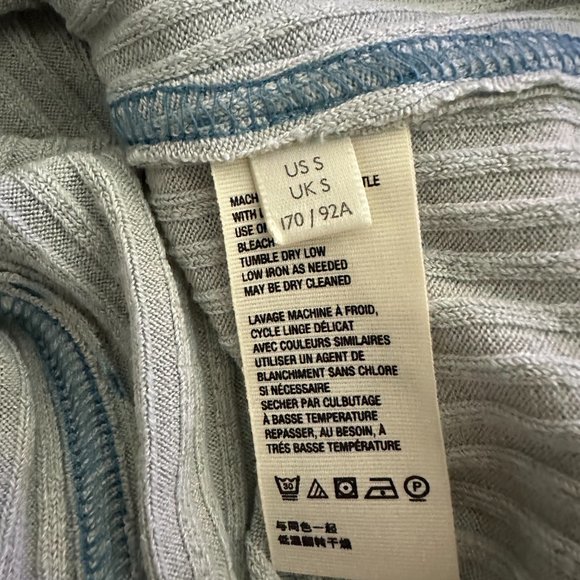 US S
UK S
170 / 92A
MACH
TLE
WITH
USE
BLEACH
TUMBLE DRY LOW
LOW IRON AS NEEDED
MAY BE DRY CLEANED
LAVAGE MACHINE À FROID,
CYCLE LINGE DÉLICAT
AVEC COULEURS SIMILAIRES
UTILISER UN AGENT DE
BLANCHIMENT SANS CHLORE
SI NÉCESSAIRE
SECHER PAR CULBUTAGE
À BASSE TEMPERATURE
REPASSER, AU BESOIN, À
TRÉS BASSE TEMPÉRATURE
30 P
与同色一起
低温翻转干燥